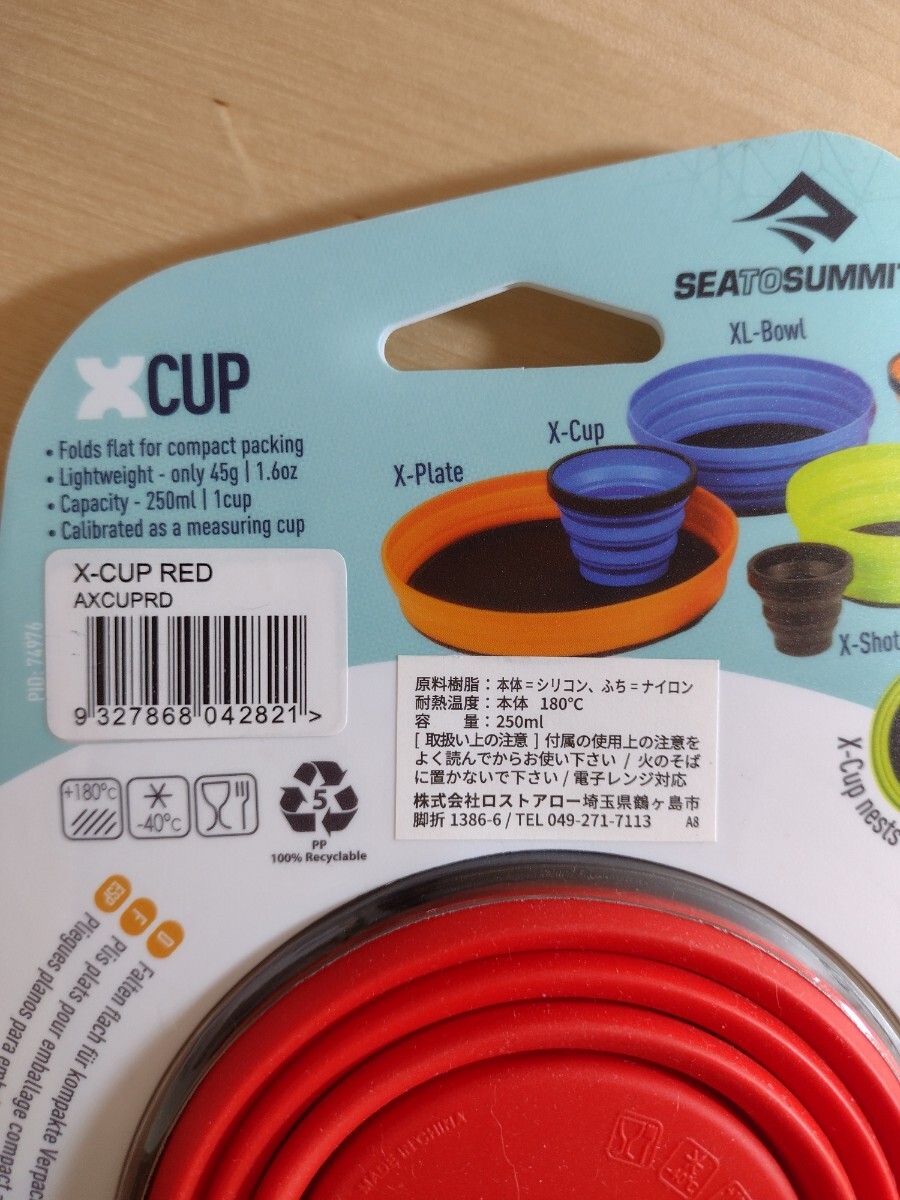 SEATOSUMMIT
XL-Bowl
X-Cup
X-Plate
X-Shot
X-Cup nests
XCUP
• Folds flat for compact packing
• Lightweight - only 45g | 1.6oz
• Capacity - 250ml | 1cup
• Calibrated as a measuring cup
X-CUP RED
AXCUPRD
9 327868 042821 >
PIO-74976
原料樹脂：本体＝シリコン、ふち＝ナイロン
耐熱温度：本体 180℃
容　　量：250ml
[ 取扱い上の注意 ] 付属の使用上の注意を
よく読んでからお使い下さい / 火のそば
に置かないで下さい / 電子レンジ対応
株式会社ロストアロー埼玉県鶴ヶ島市
脚折 1386-6 / TEL 049-271-7113 A8
+180°C
-40°C
5
PP
100% Recyclable
D
Falten flach für kompakte
F
Plis plats pour emballage compact
ESP
Pliegues planos para
MADE IN CHINA
-40°C